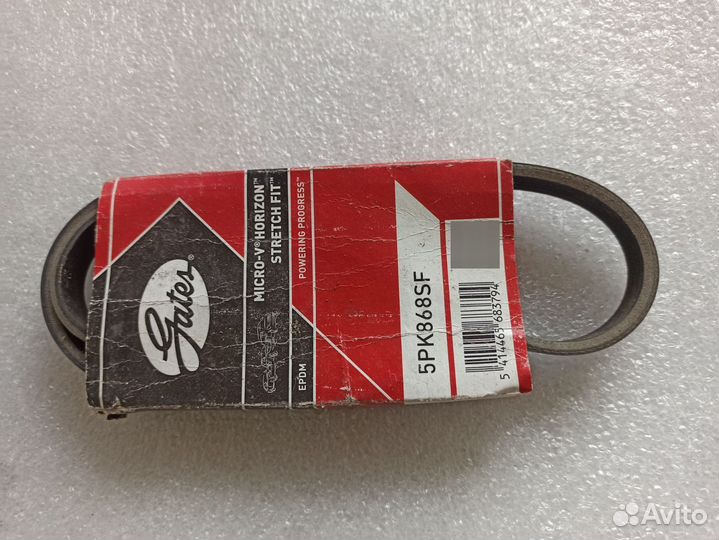 Gates®
MICRO-V® HORIZON™
STRETCH FIT™
POWERING PROGRESS™
EPDM
5PK868SF
5 414465 683794
Avito